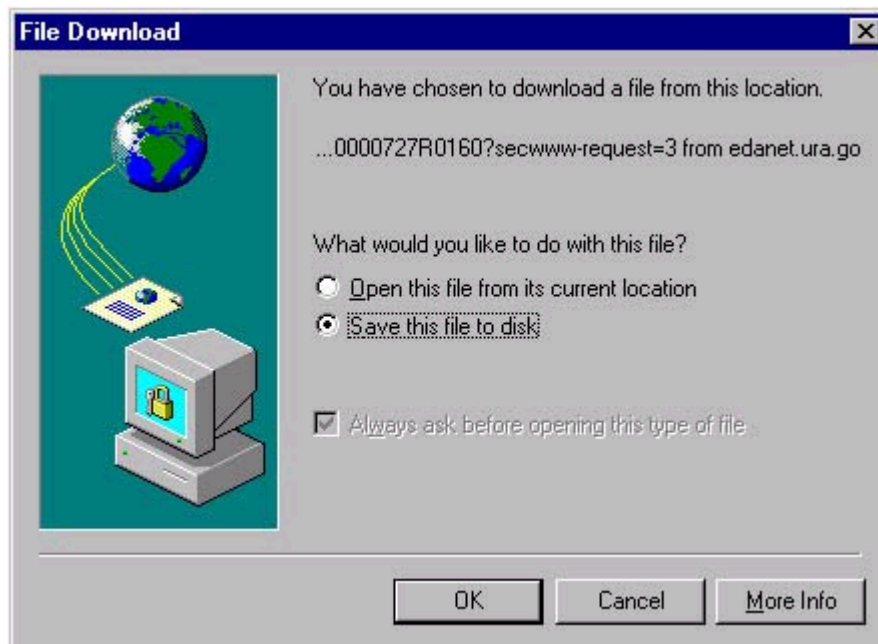 File Download
You have chosen to download a file from this location.
...0000727R0160?secwww-request=3 from edanet.ura.go
What would you like to do with this file?
Open this file from its current location
Save this file to disk
Always ask before opening this type of file
OK
Cancel
More Info